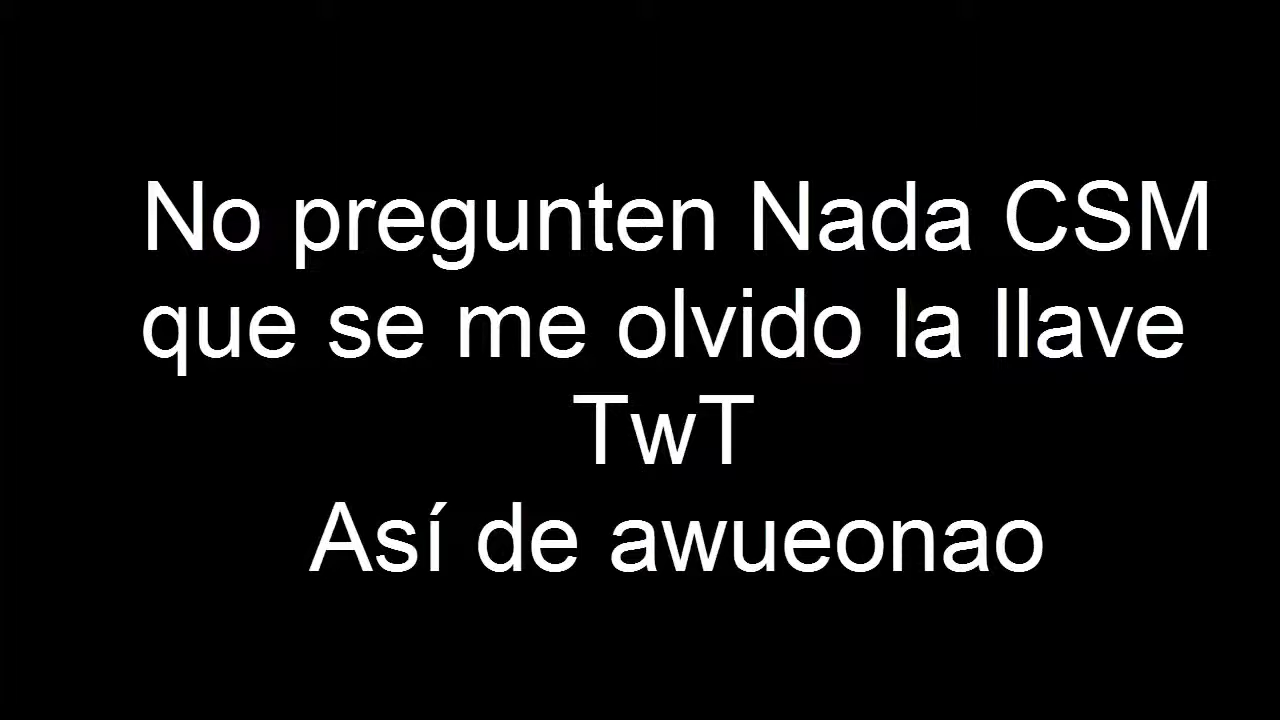 No pregunten Nada CSM
que se me olvido la llave
TwT
Así de awueonao